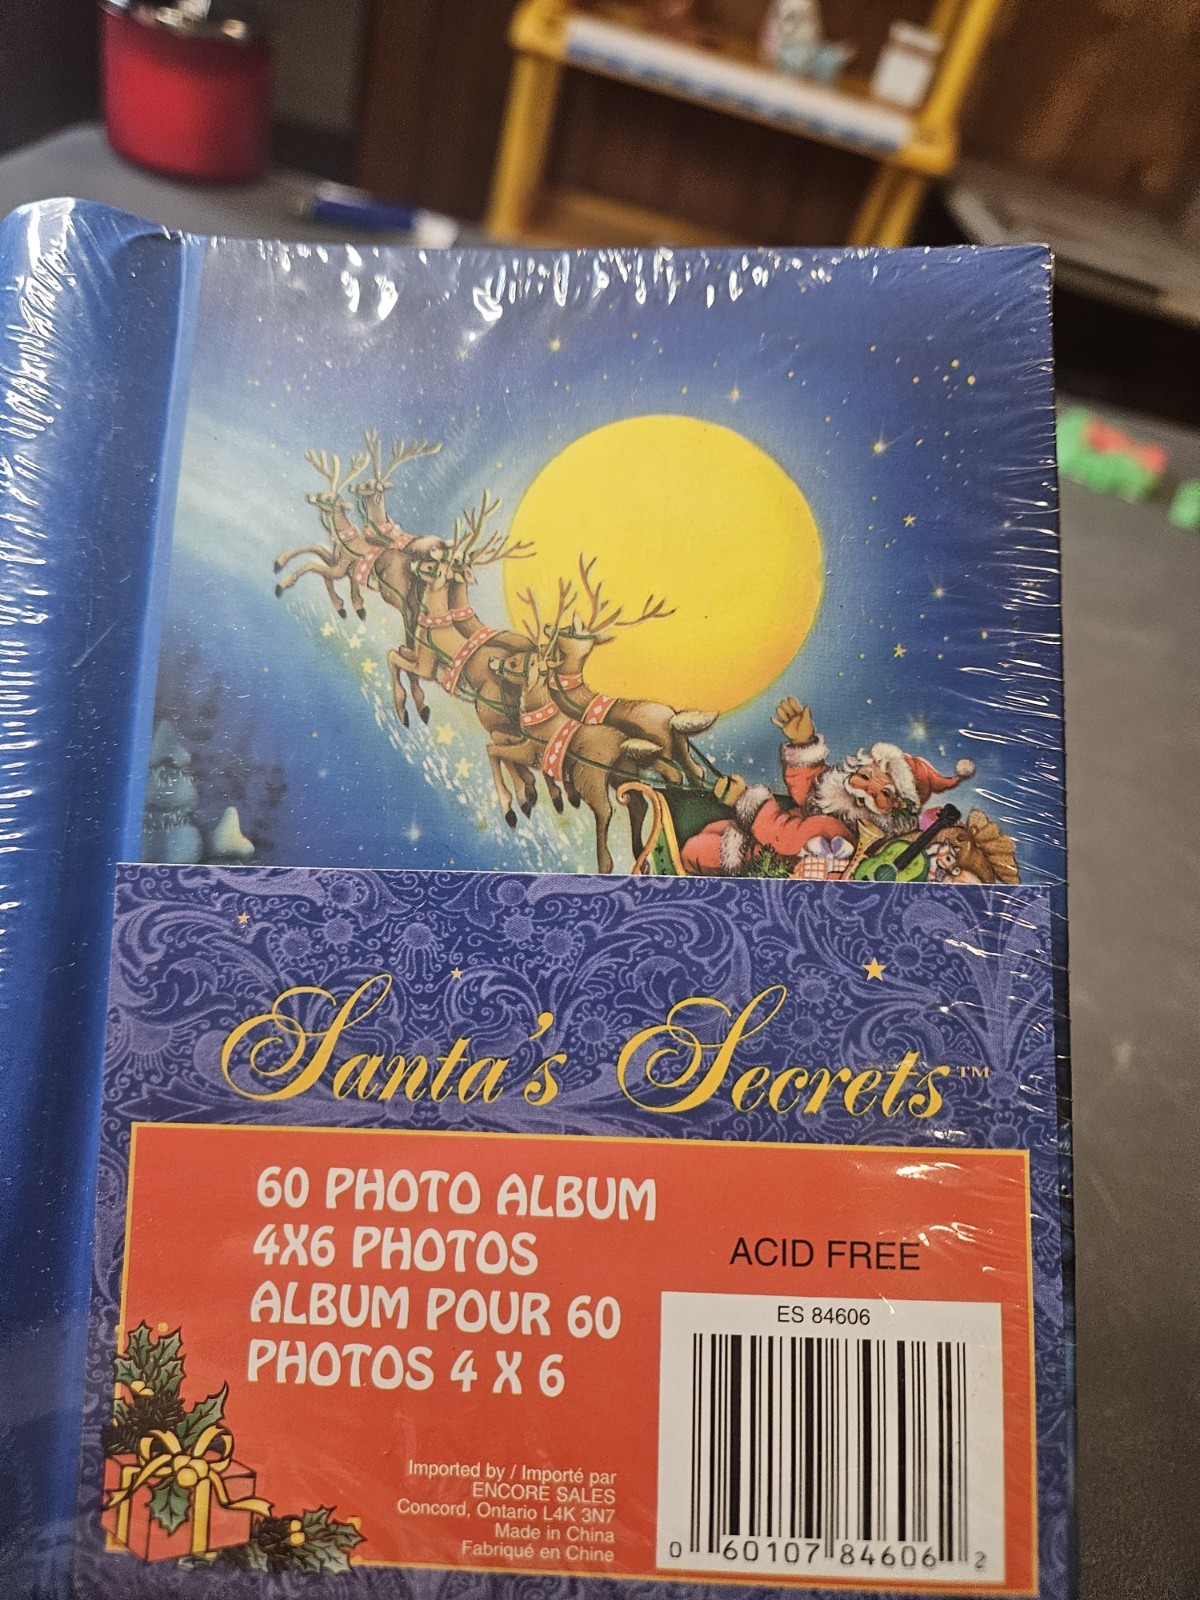 Santa's Secrets™
60 PHOTO ALBUM
4X6 PHOTOS
ALBUM POUR 60
PHOTOS 4 X 6
ACID FREE
ES 84606
Imported by / Importé par
ENCORE SALES
Concord, Ontario L4K 3N7
Made in China
Fabriqué en Chine
0 60107 84606 2